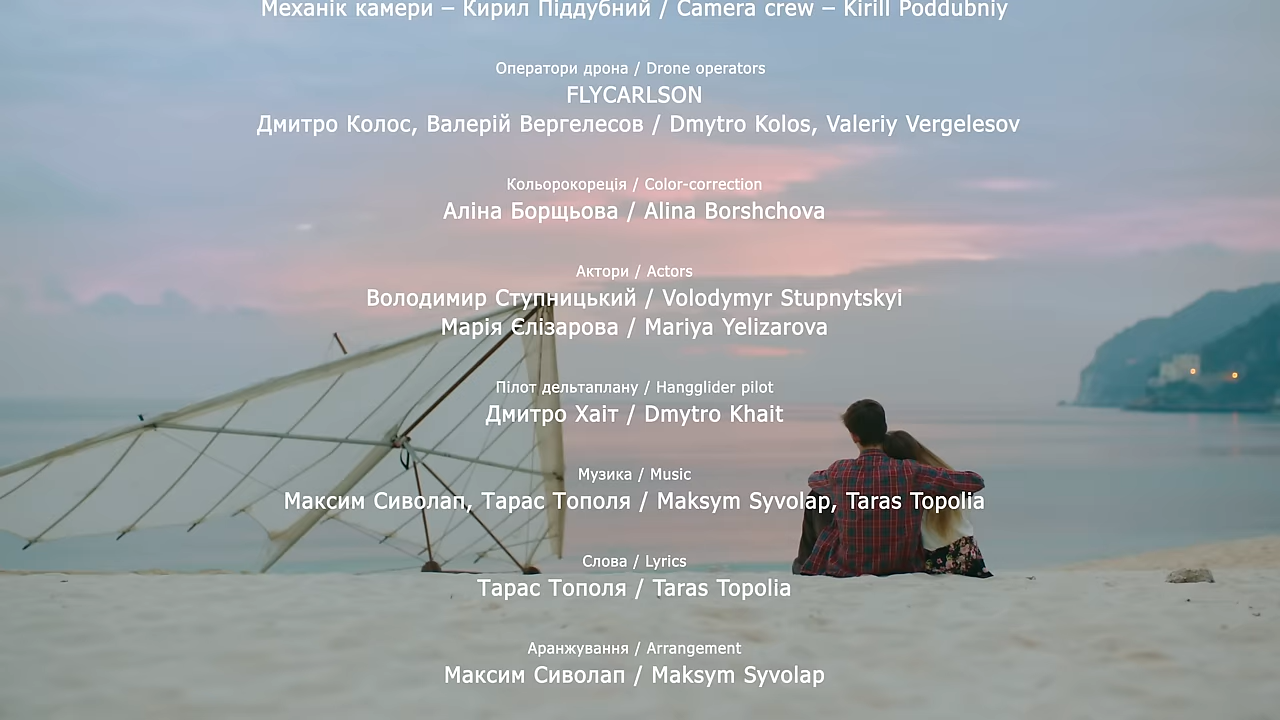 Механік камери – Кирил Піддубний / Camera crew – Kirill Poddubniy
Оператори дрона / Drone operators
FLYCARLSON
Дмитро Колос, Валерій Вергелесов / Dmytro Kolos, Valeriy Vergelesov
Кольорокореція / Color-correction
Аліна Борщьова / Alina Borshchova
Актори / Actors
Володимир Ступницький / Volodymyr Stupnytskyi
Марія Єлізарова / Mariya Yelizarova
Пілот дельтаплану / Hangglider pilot
Дмитро Хаіт / Dmytro Khait
Музика / Music
Максим Сиволап, Тарас Тополя / Maksym Syvolap, Taras Topolia
Слова / Lyrics
Тарас Тополя / Taras Topolia
Аранжування / Arrangement
Максим Сиволап / Maksym Syvolap